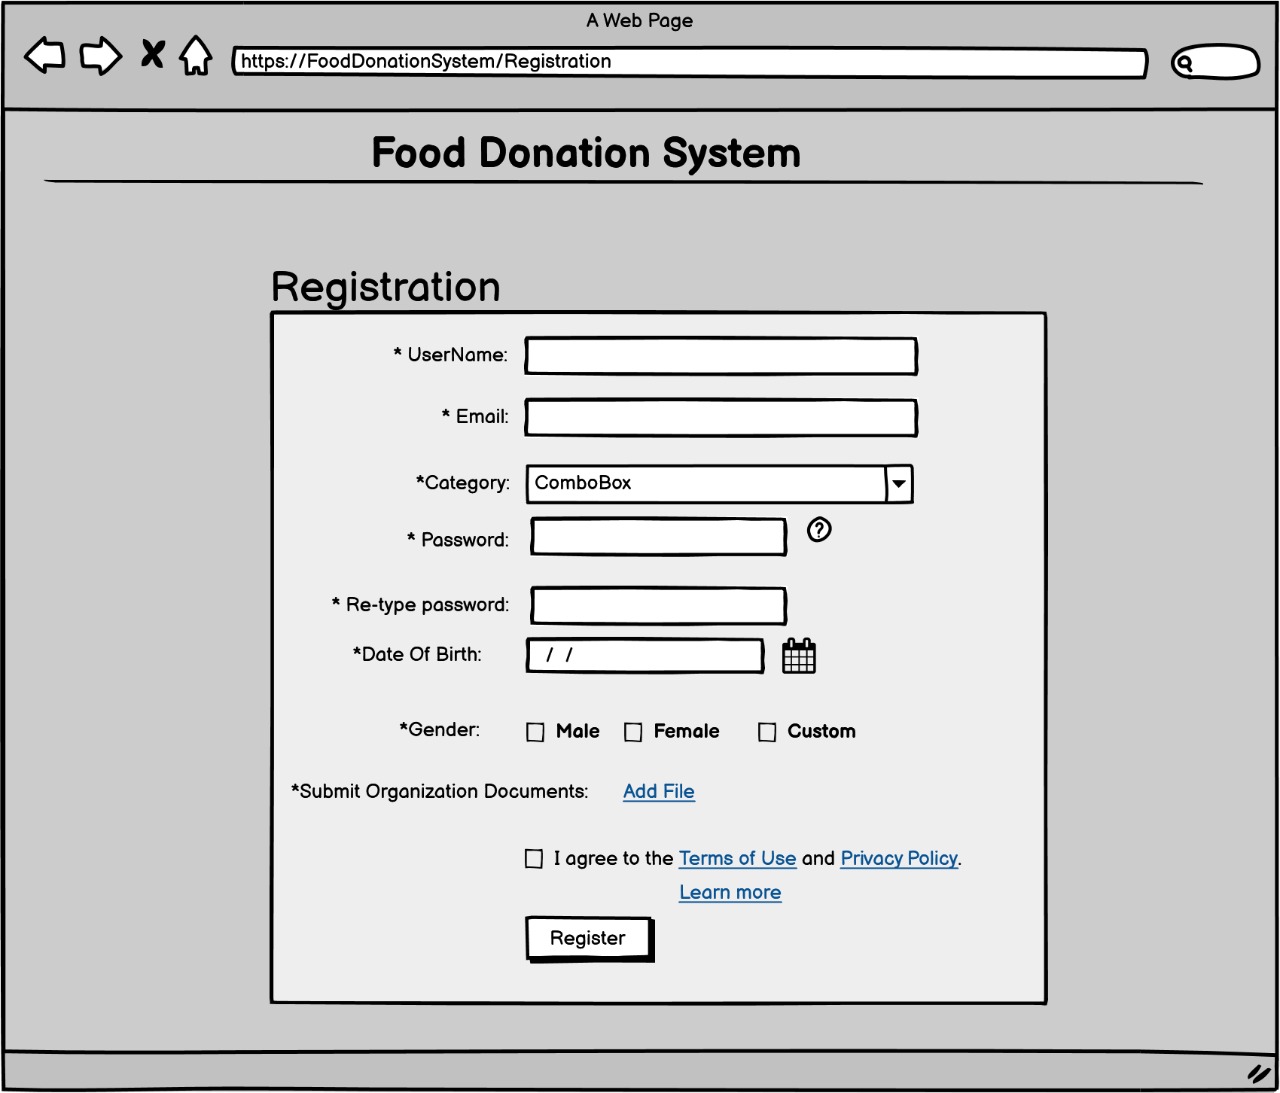 A Web Page
https://FoodDonationSystem/Registration
Food Donation System
Registration
* UserName:
* Email:
*Category: ComboBox
* Password: ?
* Re-type password:
*Date Of Birth: / /
*Gender: Male Female Custom
*Submit Organization Documents: Add File
I agree to the Terms of Use and Privacy Policy.
Learn more
Register